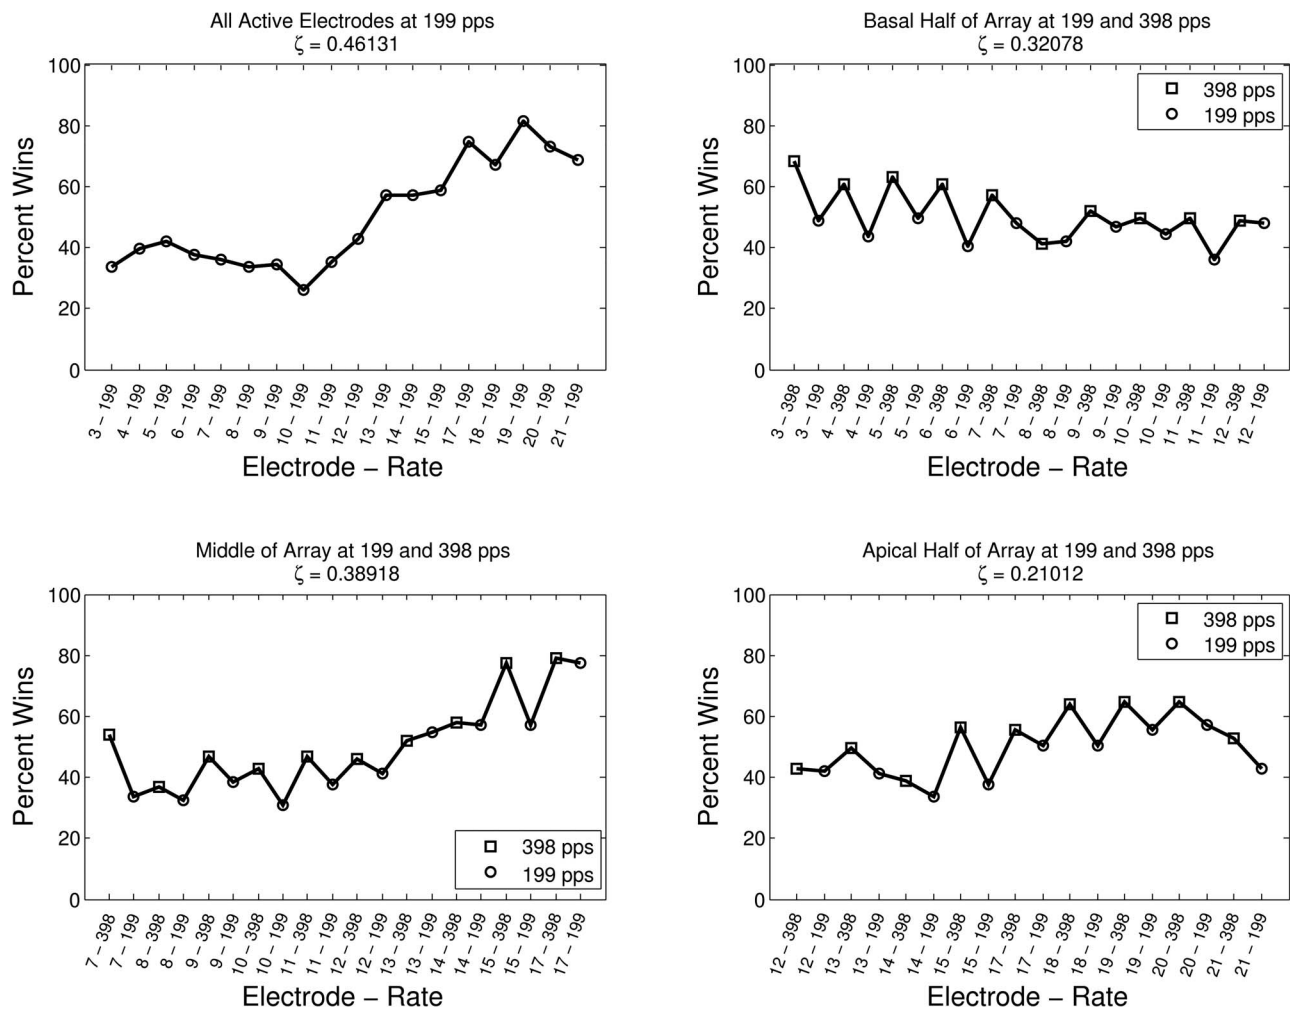 All Active Electrodes at 199 pps
ζ = 0.46131
100
80
60
40
20
0
Percent Wins
3 – 199
4 – 199
5 – 199
6 – 199
7 – 199
8 – 199
9 – 199
10 – 199
11 – 199
12 – 199
13 – 199
14 – 199
15 – 199
17 – 199
18 – 199
19 – 199
20 – 199
21 – 199
Electrode – Rate
Basal Half of Array at 199 and 398 pps
ζ = 0.32078
100
80
60
40
20
0
Percent Wins
398 pps
199 pps
3 – 398
3 – 199
4 – 398
4 – 199
5 – 398
5 – 199
6 – 398
6 – 199
7 – 398
7 – 199
8 – 398
8 – 199
9 – 398
9 – 199
10 – 398
10 – 199
11 – 398
11 – 199
12 – 398
12 – 199
Electrode – Rate
Middle of Array at 199 and 398 pps
ζ = 0.38918
100
80
60
40
20
0
Percent Wins
398 pps
199 pps
7 – 398
7 – 199
8 – 398
8 – 199
9 – 398
9 – 199
10 – 398
10 – 199
11 – 398
11 – 199
12 – 398
12 – 199
13 – 398
13 – 199
14 – 398
14 – 199
15 – 398
15 – 199
17 – 398
17 – 199
Electrode – Rate
Apical Half of Array at 199 and 398 pps
ζ = 0.21012
100
80
60
40
20
0
Percent Wins
398 pps
199 pps
12 – 398
12 – 199
13 – 398
13 – 199
14 – 398
14 – 199
15 – 398
15 – 199
17 – 398
17 – 199
18 – 398
18 – 199
19 – 398
19 – 199
20 – 398
20 – 199
21 – 398
21 – 199
Electrode – Rate